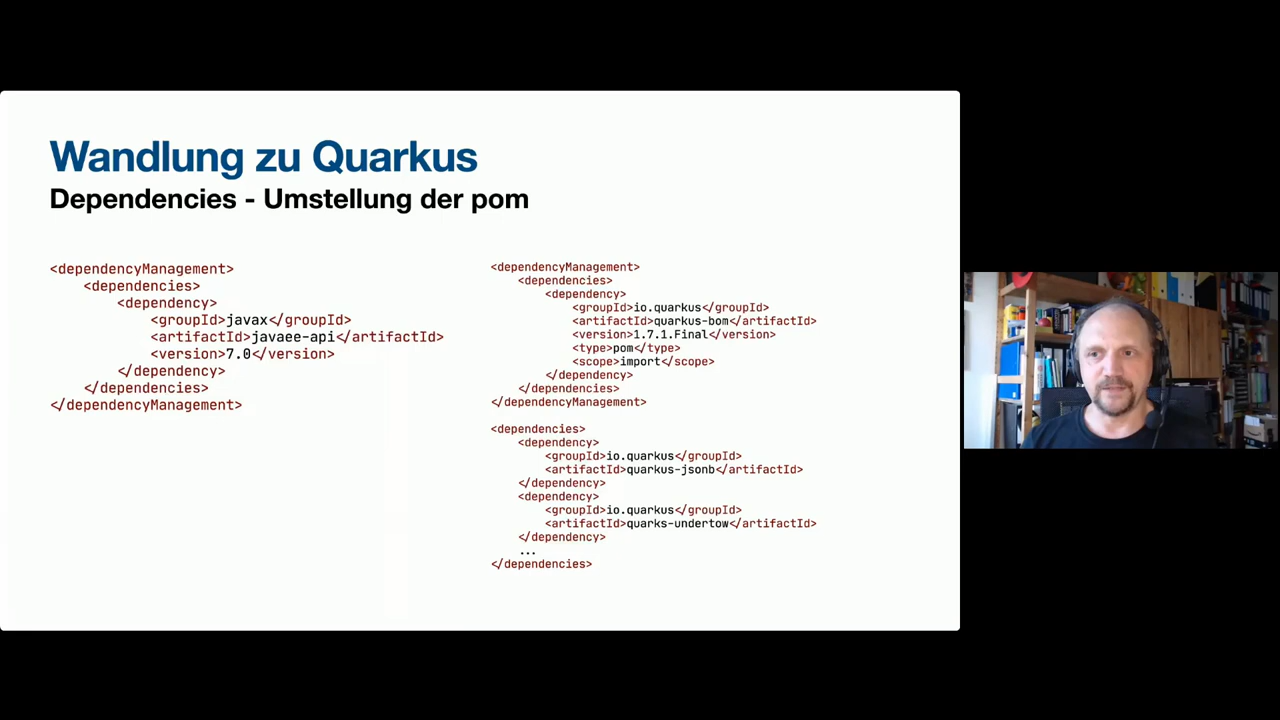 Wandlung zu Quarkus
Dependencies - Umstellung der pom
<dependencyManagement>
<dependencies>
<dependency>
<groupId>javax</groupId>
<artifactId>javaee-api</artifactId>
<version>7.0</version>
</dependency>
</dependencies>
</dependencyManagement>
<dependencyManagement>
<dependencies>
<dependency>
<groupId>io.quarkus</groupId>
<artifactId>quarkus-bom</artifactId>
<version>1.7.1.Final</version>
<type>pom</type>
<scope>import</scope>
</dependency>
</dependencies>
</dependencyManagement>
<dependencies>
<dependency>
<groupId>io.quarkus</groupId>
<artifactId>quarkus-jsonb</artifactId>
</dependency>
<dependency>
<groupId>io.quarkus</groupId>
<artifactId>quarks-undertow</artifactId>
</dependency>
...
</dependencies>